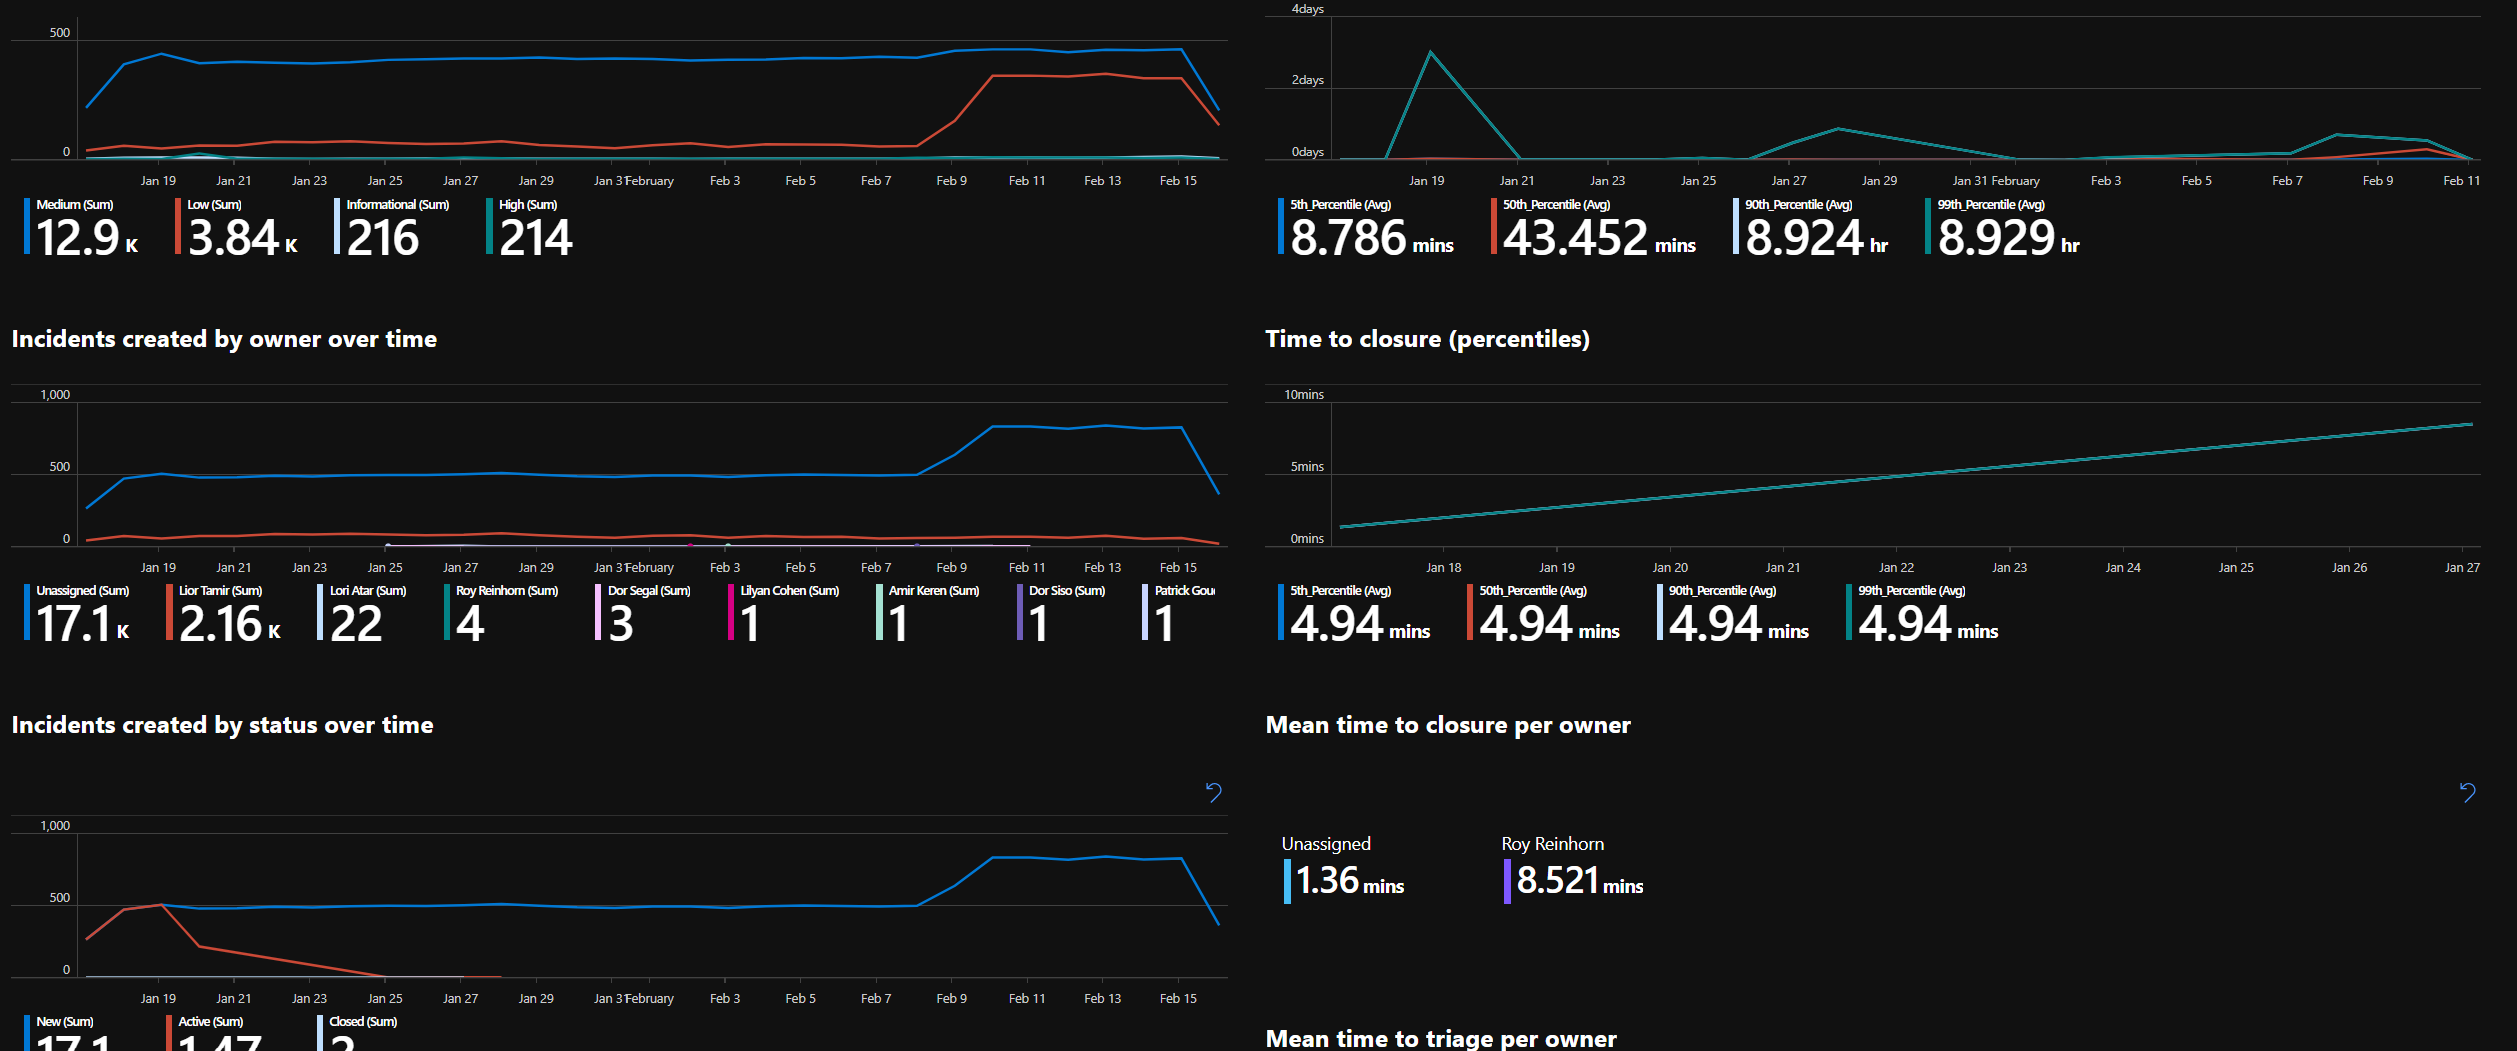 500
0
Jan 19 Jan 21 Jan 23 Jan 25 Jan 27 Jan 29 Jan 31 February Feb 3 Feb 5 Feb 7 Feb 9 Feb 11 Feb 13 Feb 15
Medium (Sum) Low (Sum) Informational (Sum) High (Sum)
12.9 K 3.84 K 216 214
4days
2days
0days
Jan 19 Jan 21 Jan 23 Jan 25 Jan 27 Jan 29 Jan 31 February Feb 3 Feb 5 Feb 7 Feb 9 Feb 11
5th_Percentile (Avg) 50th_Percentile (Avg) 90th_Percentile (Avg) 99th_Percentile (Avg)
8.786 mins 43.452 mins 8.924 hr 8.929 hr
Incidents created by owner over time
1,000
500
0
Jan 19 Jan 21 Jan 23 Jan 25 Jan 27 Jan 29 Jan 31 February Feb 3 Feb 5 Feb 7 Feb 9 Feb 11 Feb 13 Feb 15
Unassigned (Sum) Lior Tamir (Sum) Lori Atar (Sum) Roy Reinhorn (Sum) Dor Segal (Sum) Lilyan Cohen (Sum) Amir Keren (Sum) Dor Siso (Sum) Patrick Gou
17.1 K 2.16 K 22 4 3 1 1 1 1
Time to closure (percentiles)
10mins
5mins
0mins
Jan 18 Jan 19 Jan 20 Jan 21 Jan 22 Jan 23 Jan 24 Jan 25 Jan 26 Jan 27
5th_Percentile (Avg) 50th_Percentile (Avg) 90th_Percentile (Avg) 99th_Percentile (Avg)
4.94 mins 4.94 mins 4.94 mins 4.94 mins
Incidents created by status over time
1,000
500
0
Jan 19 Jan 21 Jan 23 Jan 25 Jan 27 Jan 29 Jan 31 February Feb 3 Feb 5 Feb 7 Feb 9 Feb 11 Feb 13 Feb 15
New (Sum) Active (Sum) Closed (Sum)
17.1 1.47 2
Mean time to closure per owner
Unassigned Roy Reinhorn
1.36 mins 8.521 mins
Mean time to triage per owner